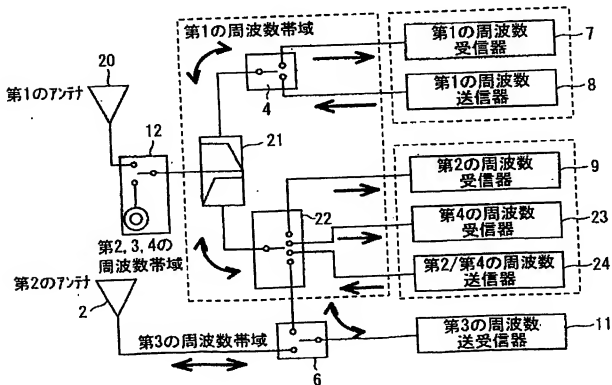 第1の周波数帯域
20
第1のアンテナ
12
4
21
第1の周波数
受信器
7
第1の周波数
送信器
8
22
第2の周波数
受信器
9
第4の周波数
受信器
23
第2/第4の周波数
送信器
24
第2,3,4の
周波数帯域
第2のアンテナ
2
第3の周波数帯域
6
第3の周波数
送受信器
11